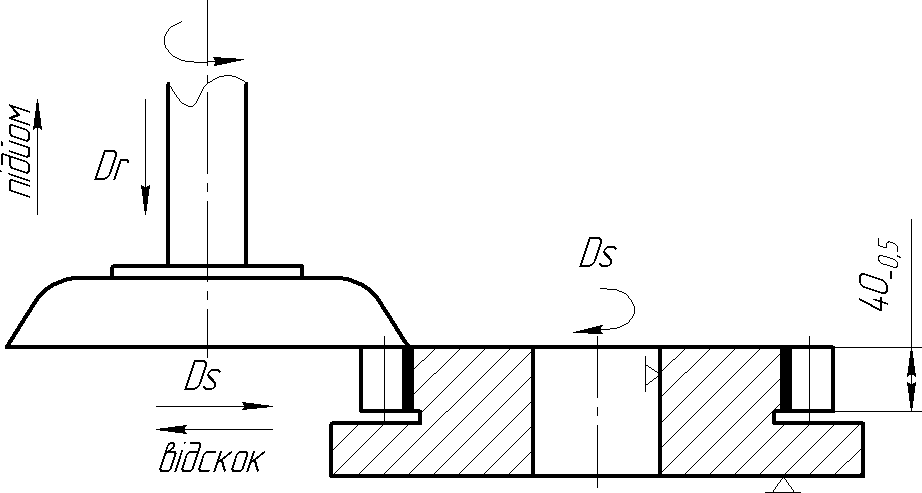 підйом
Dr
Ds
40-0,5
Ds
відскок